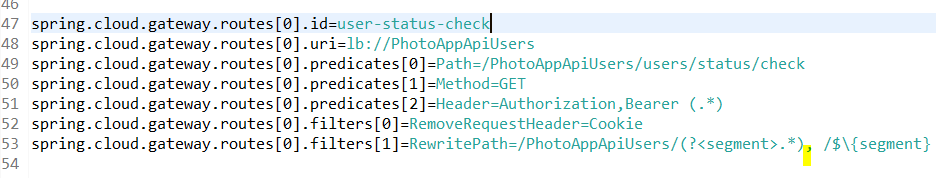 46
47 spring.cloud.gateway.routes[0].id=user-status-check
48 spring.cloud.gateway.routes[0].uri=lb://PhotoAppApiUsers
49 spring.cloud.gateway.routes[0].predicates[0]=Path=/PhotoAppApiUsers/users/status/check
50 spring.cloud.gateway.routes[0].predicates[1]=Method=GET
51 spring.cloud.gateway.routes[0].predicates[2]=Header=Authorization,Bearer (.*)
52 spring.cloud.gateway.routes[0].filters[0]=RemoveRequestHeader=Cookie
53 spring.cloud.gateway.routes[0].filters[1]=RewritePath=/PhotoAppApiUsers/(?<segment>.*), /$\{segment}
54